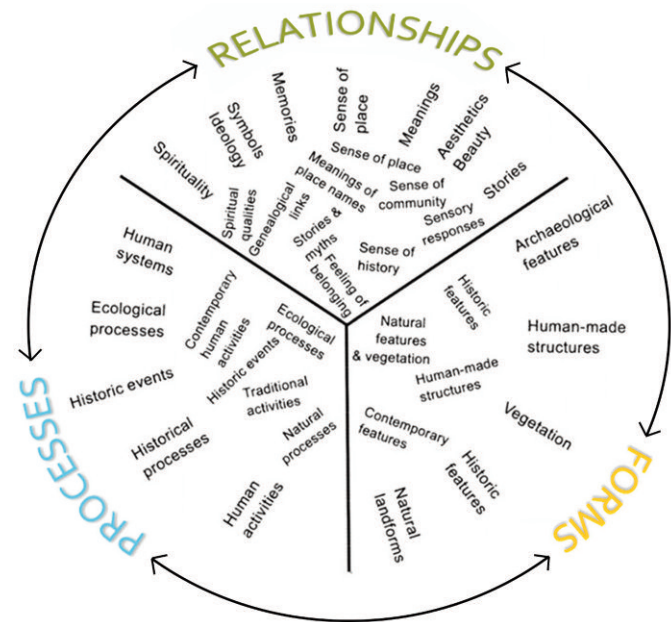 RELATIONSHIPS
Spirituality
Symbols
Ideology
Memories
Sense of
place
Meanings
Aesthetics
Beauty
Stories
Spiritual
qualities
Genealogical
links
Meanings of
place names
Sense of place
Sense of
community
Sensory
responses
Stories &
myths
Sense of
history
Feeling of
belonging
PROCESSES
Human
systems
Ecological
processes
Historic events
Historical
processes
Human
activities
Contemporary
human
activities
Ecological
processes
Historic events
Traditional
activities
Natural
processes
FORMS
Archaeological
features
Historic
features
Human-made
structures
Natural
features
& vegetation
Human-made
structures
Vegetation
Contemporary
features
Historic
features
Natural
landforms